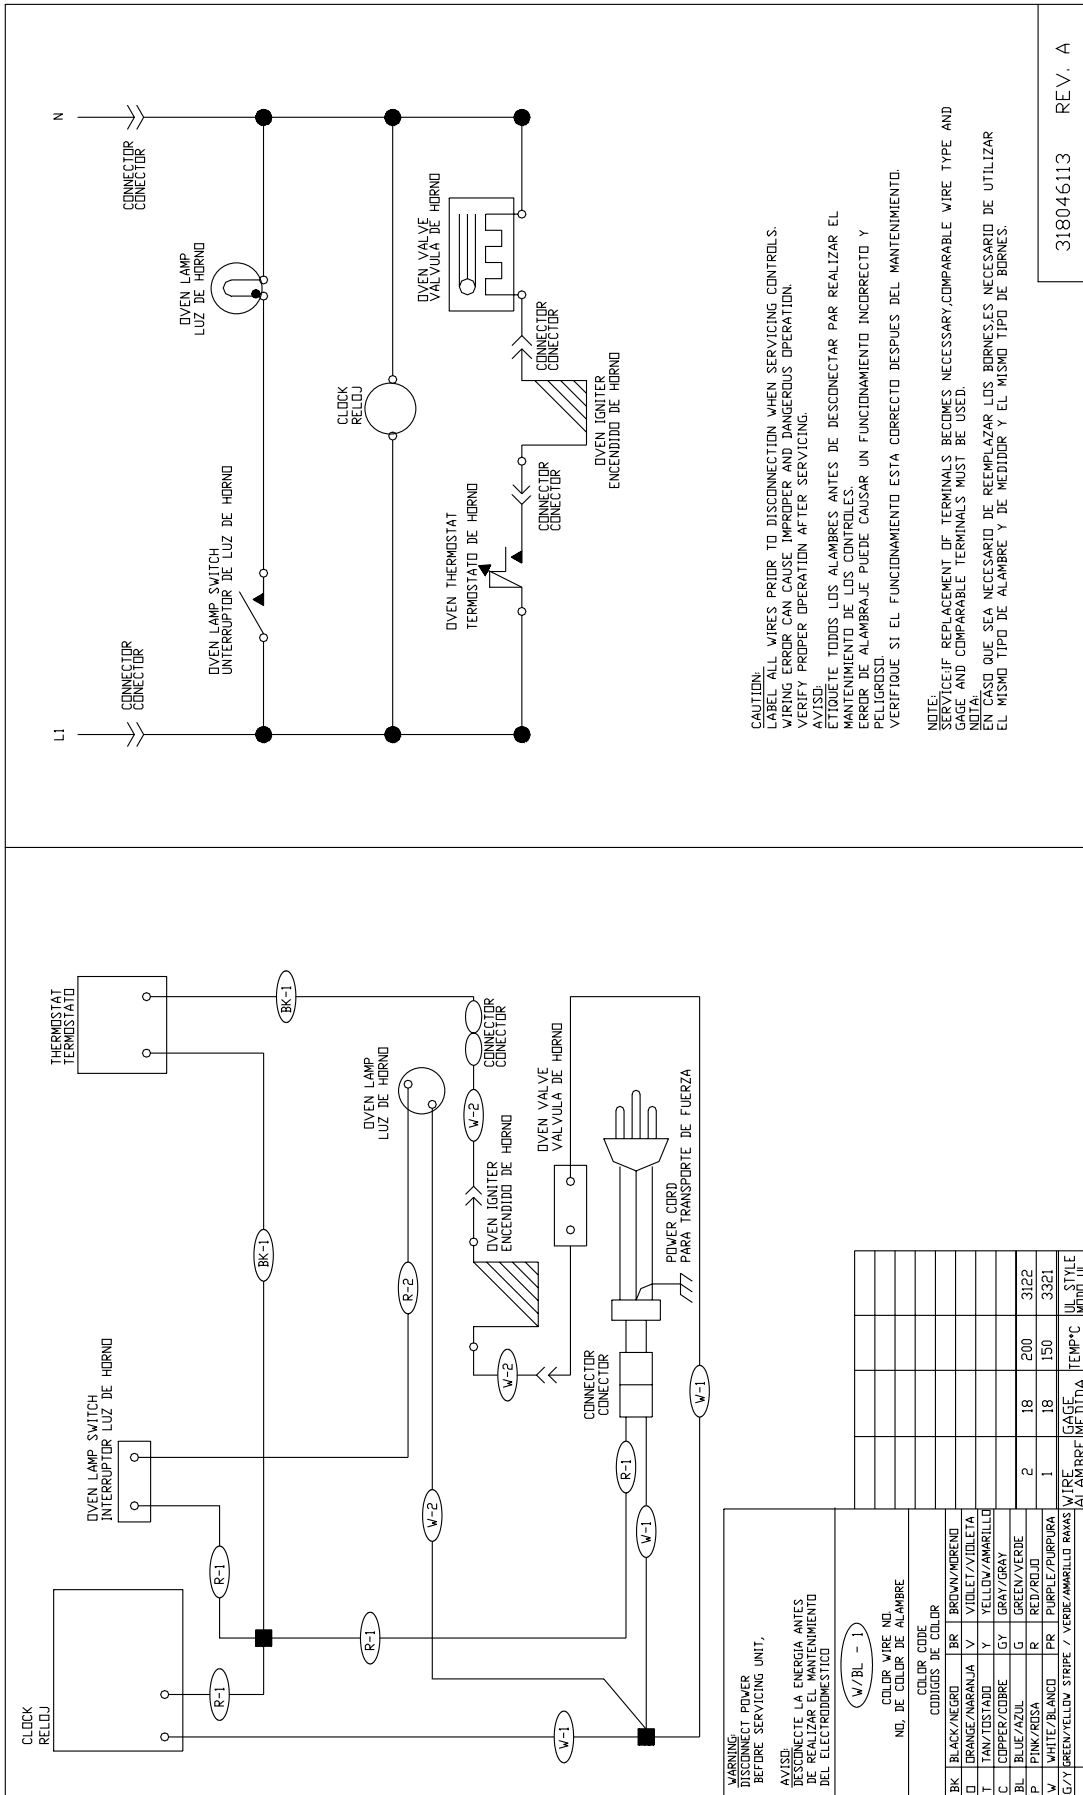 CLOCK
RELOJ
OVEN LAMP SWITCH
INTERRUPTOR LUZ DE HORNO
THERMOSTAT
TERMOSTATO
R-1
R-1
BK-1
BK-1
R-1
R-2
W-2
OVEN LAMP
LUZ DE HORNO
W-2
CONNECTOR
CONECTOR
OVEN IGNITER
ENCENDIDO DE HORNO
W-2
OVEN VALVE
VALVULA DE HORNO
CONNECTOR
CONECTOR
POWER CORD
PARA TRANSPORTE DE FUERZA
R-1
W-1
W-1
W-1
WARNING:
DISCONNECT POWER
BEFORE SERVICING UNIT,
AVISO:
DESCONECTE LA ENERGIA ANTES
DE REALIZAR EL MANTENIMIENTO
DEL ELECTRODOMESTICO
W/BL - 1
COLOR WIRE NO.
NO, DE COLOR DE ALAMBRE
COLOR CODE
CODIGOS DE COLOR
BK BLACK/NEGRO BR BROWN/MORENO
O ORANGE/NARANJA V VIOLET/VIOLETA
T TAN/TOSTADO Y YELLOW/AMARILLO
C COPPER/COBRE GY GRAY/GRAY
BL BLUE/AZUL G GREEN/VERDE
P PINK/ROSA R RED/ROJO
W WHITE/BLANCO PR PURPLE/PURPURA
G/Y GREEN/YELLOW STRIPE / VERDE/AMARILLO RAXAS
2 18 200 3122
1 18 150 3321
WIRE GAGE TEMP°C UL STYLE
ALAMBRE MEDIDA MODO UL
L1
N
CONNECTOR
CONECTOR
CONNECTOR
CONECTOR
OVEN LAMP SWITCH
UNTERRUPTOR DE LUZ DE HORNO
OVEN LAMP
LUZ DE HORNO
CLOCK
RELOJ
OVEN THERMOSTAT
TERMOSTATO DE HORNO
OVEN VALVE
VALVULA DE HORNO
CONNECTOR
CONECTOR
CONNECTOR
CONECTOR
OVEN IGNITER
ENCENDIDO DE HORNO
CAUTION:
LABEL ALL WIRES PRIOR TO DISCONNECTION WHEN SERVICING CONTROLS.
WIRING ERROR CAN CAUSE IMPROPER AND DANGEROUS OPERATION.
VERIFY PROPER OPERATION AFTER SERVICING.
AVISO:
ETIQUETE TODOS LOS ALAMBRES ANTES DE DESCONECTAR PAR REALIZAR EL
MANTENIMIENTO DE LOS CONTROLES.
ERROR DE ALAMBRAJE PUEDE CAUSAR UN FUNCIONAMIENTO INCORRECTO Y
PELIGROSO.
VERIFIQUE SI EL FUNCIONAMIENTO ESTA CORRECTO DESPUES DEL MANTENIMIENTO.
NOTE:
SERVICE:IF REPLACEMENT OF TERMINALS BECOMES NECESSARY,COMPARABLE WIRE TYPE AND
GAGE AND COMPARABLE TERMINALS MUST BE USED.
NOTA:
EN CASO QUE SEA NECESARIO DE REEMPLAZAR LOS BORNES,ES NECESARIO DE UTILIZAR
EL MISMO TIPO DE ALAMBRE Y DE MEDIDOR Y EL MISMO TIPO DE BORNES.
318046113 REV. A